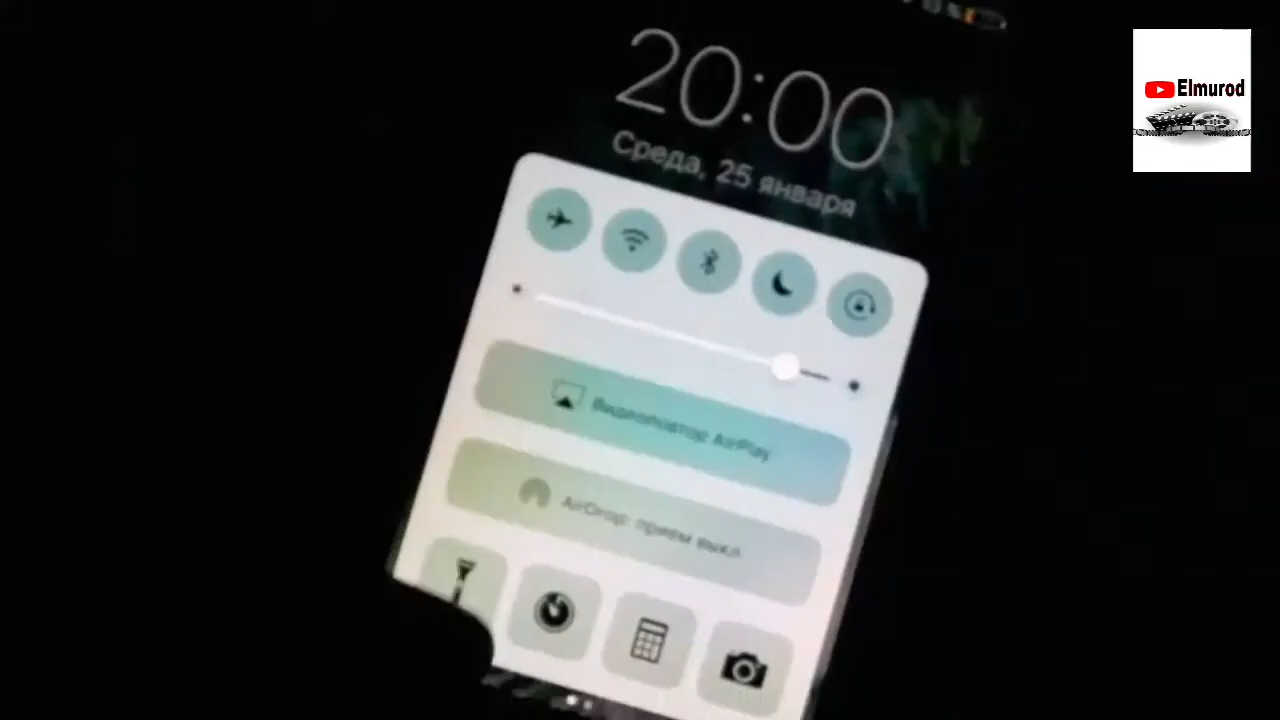 20:00
Среда, 25 января
Elmurod
Видеоповтор AirPlay
AirDrop: прием выкл.